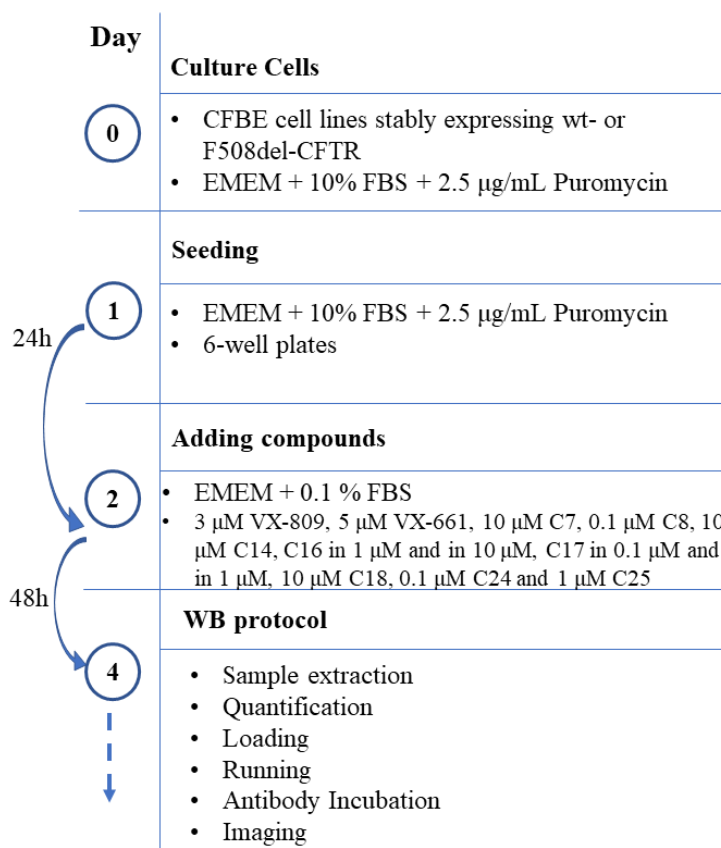 Day
Culture Cells
0
• CFBE cell lines stably expressing wt- or
F508del-CFTR
• EMEM + 10% FBS + 2.5 μg/mL Puromycin
Seeding
1
• EMEM + 10% FBS + 2.5 μg/mL Puromycin
• 6-well plates
24h
Adding compounds
2
• EMEM + 0.1 % FBS
• 3 μM VX-809, 5 μM VX-661, 10 μM C7, 0.1 μM C8, 10
μM C14, C16 in 1 μM and in 10 μM, C17 in 0.1 μM and
in 1 μM, 10 μM C18, 0.1 μM C24 and 1 μM C25
48h
WB protocol
4
• Sample extraction
• Quantification
• Loading
• Running
• Antibody Incubation
• Imaging